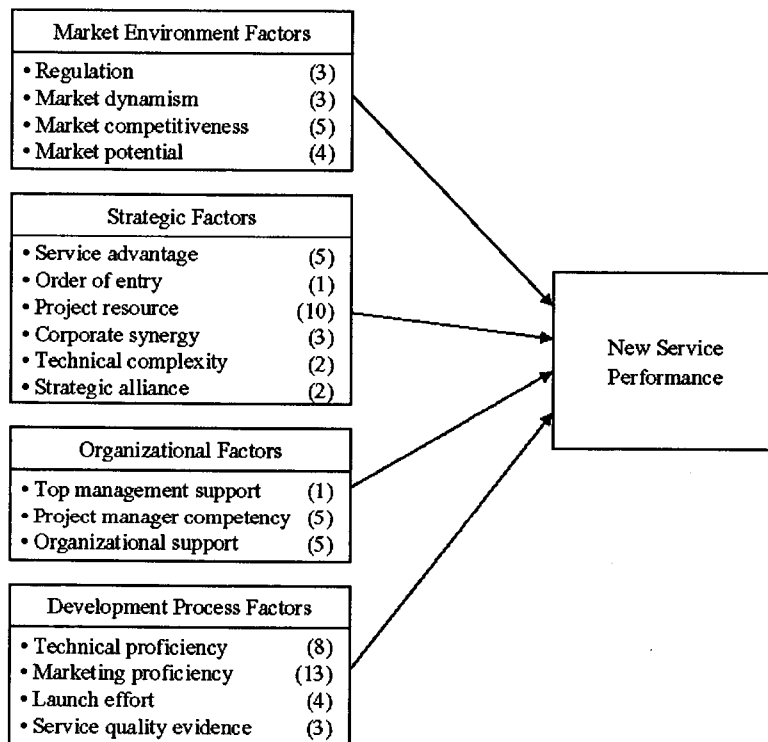 Market Environment Factors
• Regulation (3)
• Market dynamism (3)
• Market competitiveness (5)
• Market potential (4)
Strategic Factors
• Service advantage (5)
• Order of entry (1)
• Project resource (10)
• Corporate synergy (3)
• Technical complexity (2)
• Strategic alliance (2)
Organizational Factors
• Top management support (1)
• Project manager competency (5)
• Organizational support (5)
Development Process Factors
• Technical proficiency (8)
• Marketing proficiency (13)
• Launch effort (4)
• Service quality evidence (3)
New Service
Performance